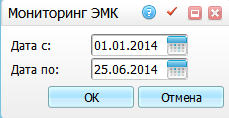 Мониторинг ЭМК
Дата с: 01.01.2014
Дата по: 25.06.2014
ОК Отмена